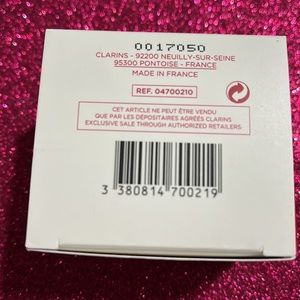 0017050
CLARINS - 92200 NEUILLY-SUR-SEINE
95300 PONTOISE - FRANCE
MADE IN FRANCE
REF. 04700210
CET ARTICLE NE PEUT ÊTRE VENDU
QUE PAR LES DÉPOSITAIRES AGRÉÉS CLARINS
EXCLUSIVE SALE THROUGH AUTHORIZED RETAILERS
3 380814 700219